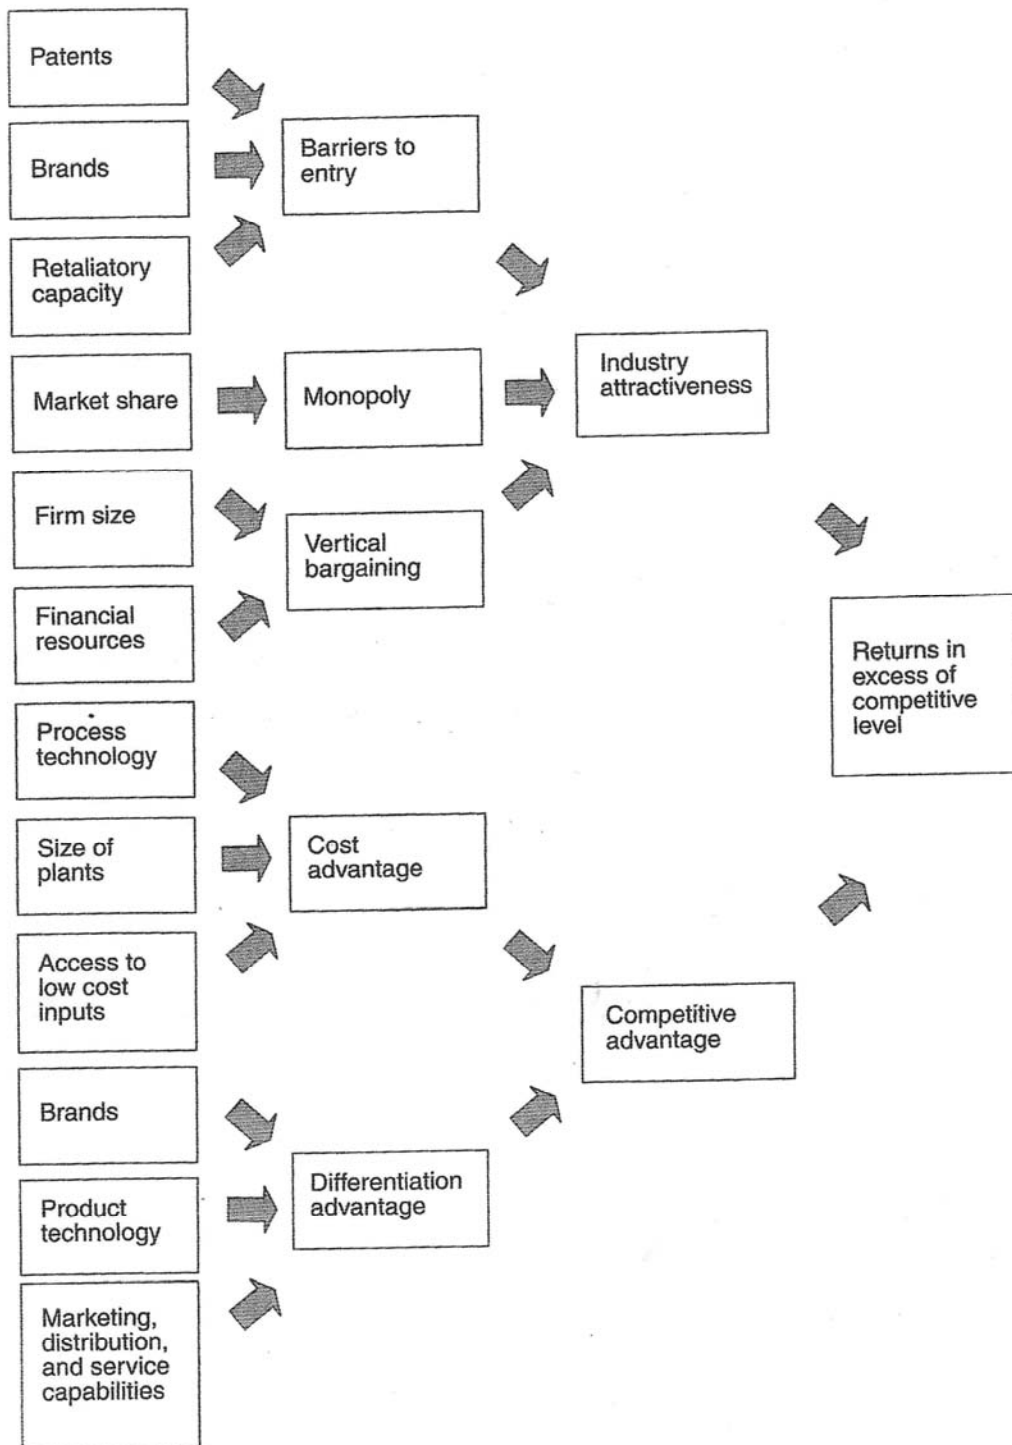 Patents
Brands
Retaliatory
capacity
Market share
Firm size
Financial
resources
Process
technology
Size of
plants
Access to
low cost
inputs
Brands
Product
technology
Marketing,
distribution,
and service
capabilities
Barriers to
entry
Monopoly
Vertical
bargaining
Cost
advantage
Differentiation
advantage
Industry
attractiveness
Competitive
advantage
Returns in
excess of
competitive
level